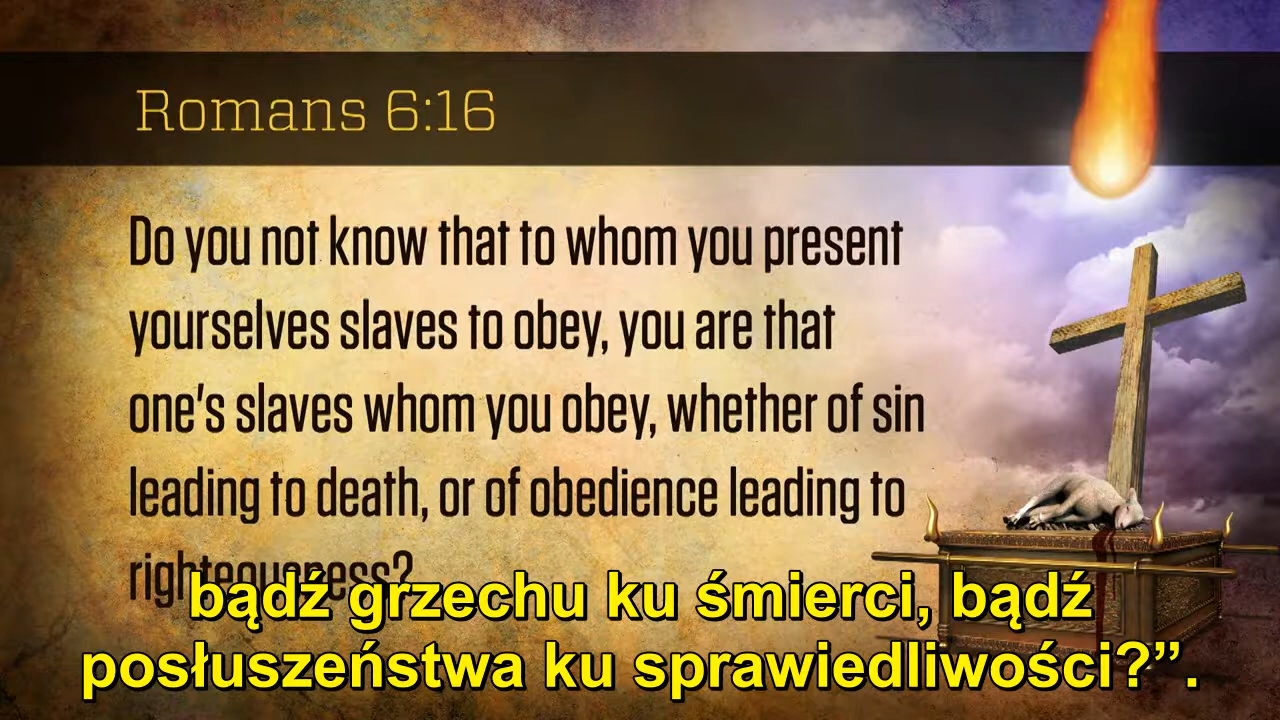 Romans 6:16
Do you not know that to whom you present
yourselves slaves to obey, you are that
one's slaves whom you obey, whether of sin
leading to death, or of obedience leading to
righteousness?
bądź grzechu ku śmierci, bądź
posłuszeństwa ku sprawiedliwości?”.